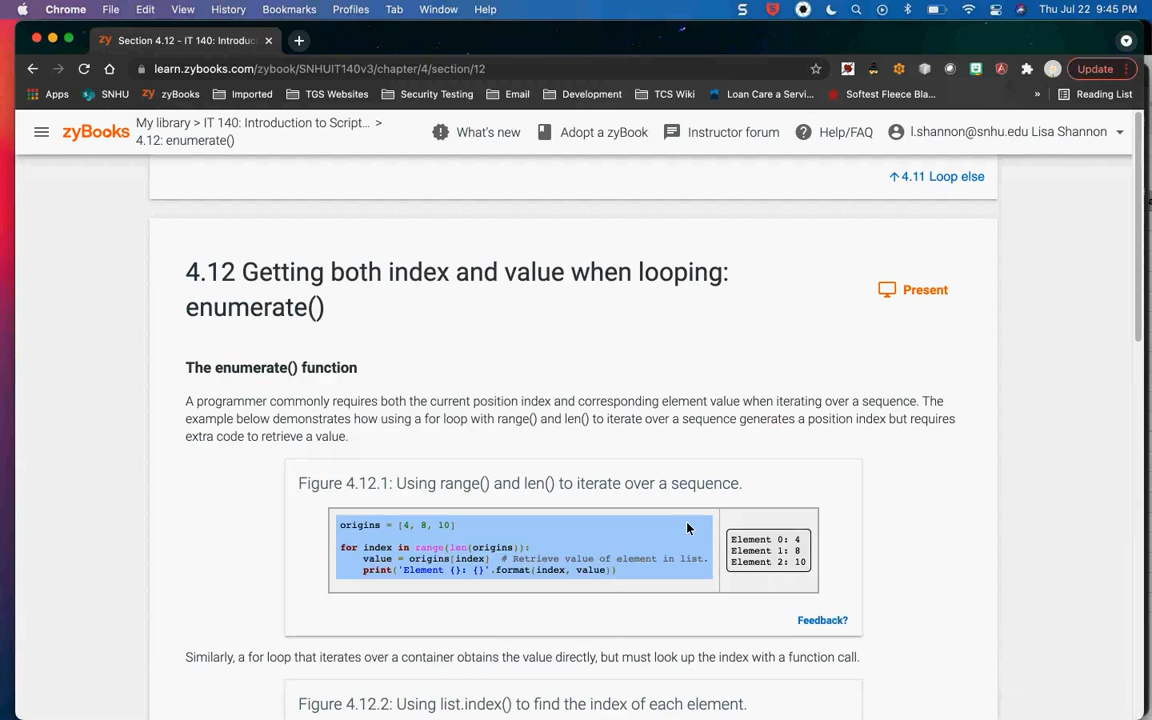 Chrome File Edit View History Bookmarks Profiles Tab Window Help Thu Jul 22 9:45 PM
zy Section 4.12 - IT 140: Introduc
learn.zybooks.com/zybook/SNHUIT140v3/chapter/4/section/12 Update
Apps SNHU zy zyBooks Imported TGS Websites Security Testing Email Development TCS Wiki Loan Care a Servi... Softest Fleece Bla... » Reading List
zyBooks My library > IT 140: Introduction to Script... > What's new Adopt a zyBook Instructor forum Help/FAQ l.shannon@snhu.edu Lisa Shannon
4.12: enumerate()
4.11 Loop else
4.12 Getting both index and value when looping:
enumerate()
Present
The enumerate() function
A programmer commonly requires both the current position index and corresponding element value when iterating over a sequence. The
example below demonstrates how using a for loop with range() and len() to iterate over a sequence generates a position index but requires
extra code to retrieve a value.
Figure 4.12.1: Using range() and len() to iterate over a sequence.
origins = [4, 8, 10]
for index in range(len(origins)):
value = origins[index] # Retrieve value of element in list.
print('Element {}: {}'.format(index, value))
Element 0: 4
Element 1: 8
Element 2: 10
Feedback?
Similarly, a for loop that iterates over a container obtains the value directly, but must look up the index with a function call.
Figure 4.12.2: Using list.index() to find the index of each element.